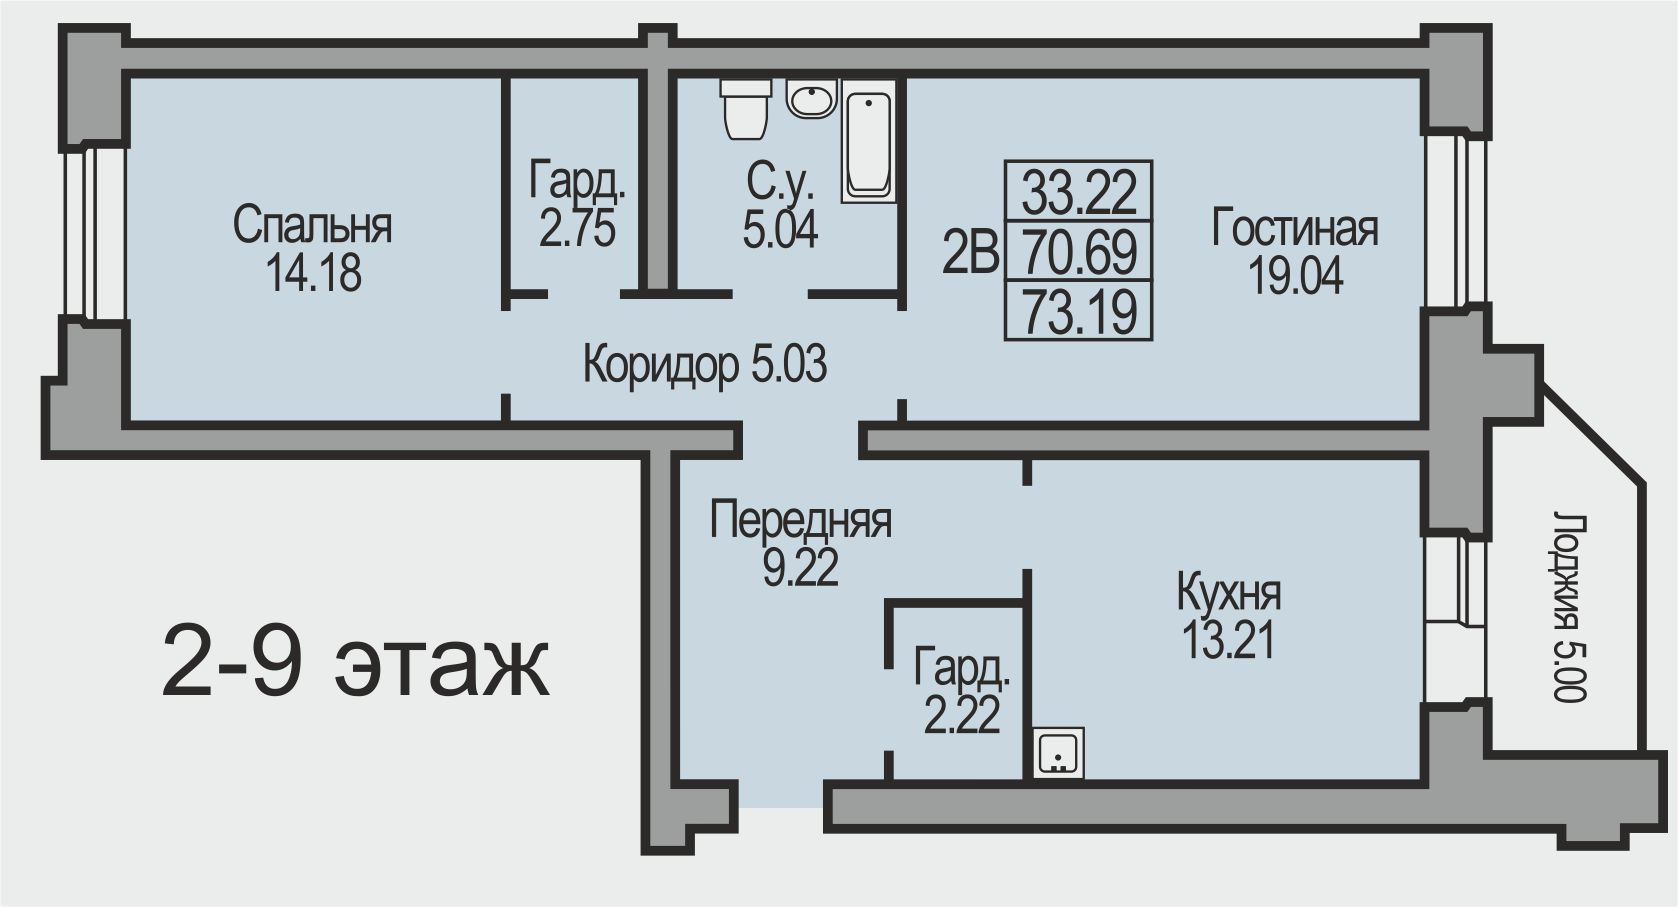 Спальня
14.18
Гард.
2.75
С.у.
5.04
2В
33.22
70.69
73.19
Гостиная
19.04
Коридор 5.03
Передняя
9.22
Кухня
13.21
Гард.
2.22
Лоджия 5.00
2-9 этаж